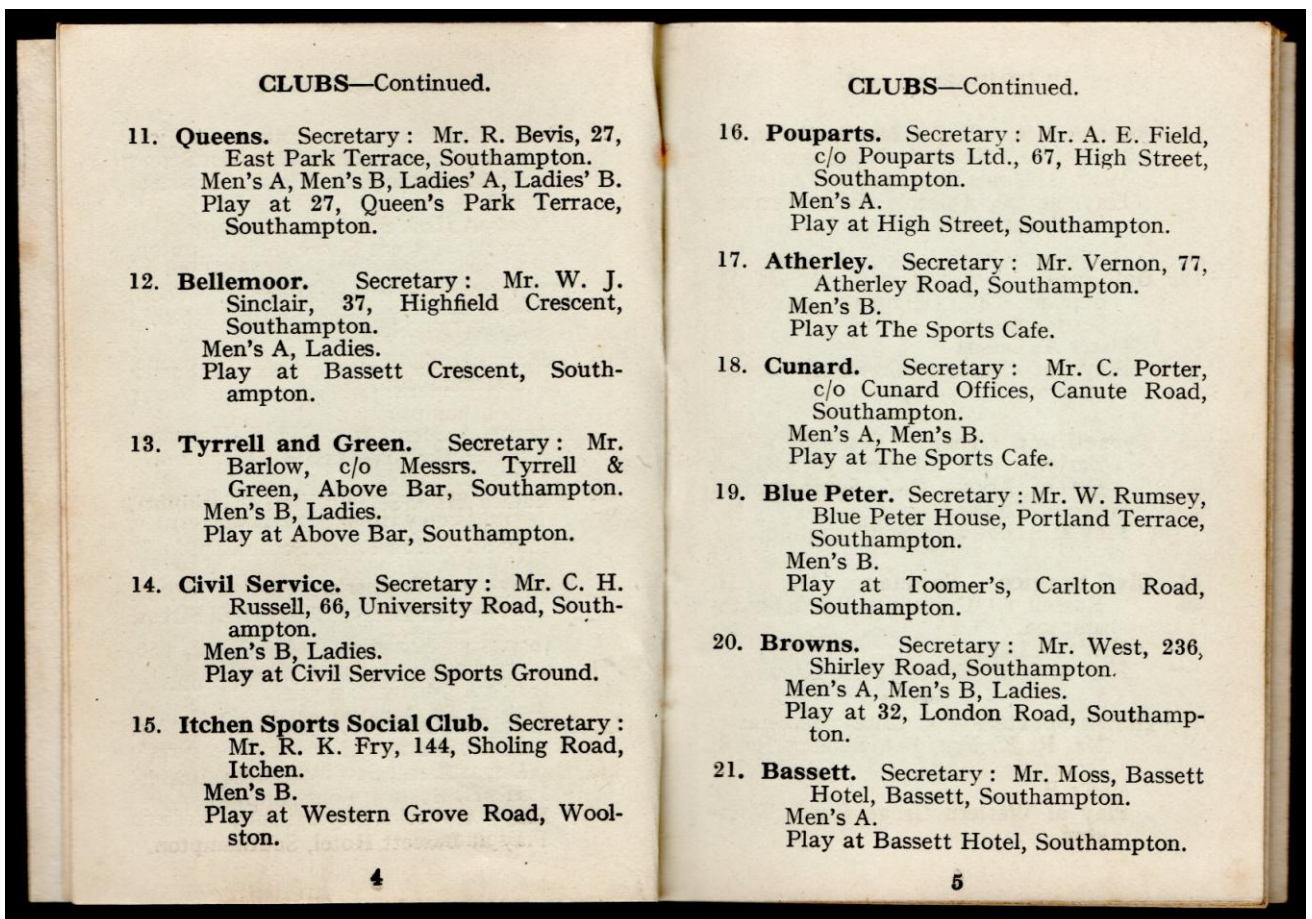 CLUBS—Continued.
11. Queens. Secretary : Mr. R. Bevis, 27,
East Park Terrace, Southampton.
Men's A, Men's B, Ladies' A, Ladies' B.
Play at 27, Queen's Park Terrace,
Southampton.
12. Bellemoor. Secretary : Mr. W. J.
Sinclair, 37, Highfield Crescent,
Southampton.
Men's A, Ladies.
Play at Bassett Crescent, South-
ampton.
13. Tyrrell and Green. Secretary : Mr.
Barlow, c/o Messrs. Tyrrell &
Green, Above Bar, Southampton.
Men's B, Ladies.
Play at Above Bar, Southampton.
14. Civil Service. Secretary : Mr. C. H.
Russell, 66, University Road, South-
ampton.
Men's B, Ladies.
Play at Civil Service Sports Ground.
15. Itchen Sports Social Club. Secretary :
Mr. R. K. Fry, 144, Sholing Road,
Itchen.
Men's B.
Play at Western Grove Road, Wool-
ston.
4
CLUBS—Continued.
16. Pouparts. Secretary : Mr. A. E. Field,
c/o Pouparts Ltd., 67, High Street,
Southampton.
Men's A.
Play at High Street, Southampton.
17. Atherley. Secretary : Mr. Vernon, 77,
Atherley Road, Southampton.
Men's B.
Play at The Sports Cafe.
18. Cunard. Secretary : Mr. C. Porter,
c/o Cunard Offices, Canute Road,
Southampton.
Men's A, Men's B.
Play at The Sports Cafe.
19. Blue Peter. Secretary : Mr. W. Rumsey,
Blue Peter House, Portland Terrace,
Southampton.
Men's B.
Play at Toomer's, Carlton Road,
Southampton.
20. Browns. Secretary : Mr. West, 236,
Shirley Road, Southampton.
Men's A, Men's B, Ladies.
Play at 32, London Road, Southamp-
ton.
21. Bassett. Secretary : Mr. Moss, Bassett
Hotel, Bassett, Southampton.
Men's A.
Play at Bassett Hotel, Southampton.
5